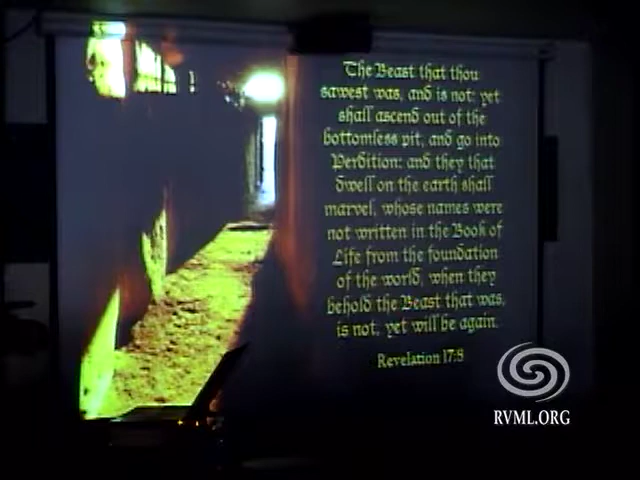 The Beast that thou
sawest was, and is not: yet
shall ascend out of the
bottomless pit, and go into
Perdition: and they that
dwell on the earth shall
marvel, whose names were
not written in the Book of
Life from the foundation
of the world, when they
behold the Beast that was,
is not, yet will be again.
Revelation 17:8
RVML.ORG